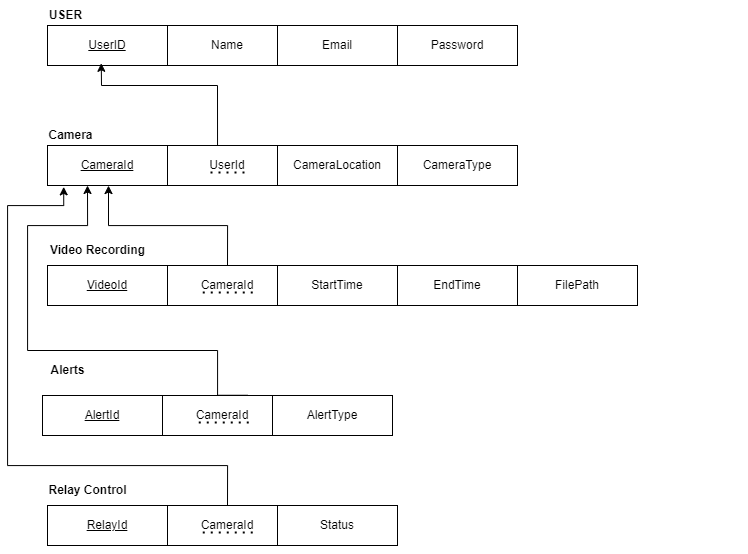 USER
UserID Name Email Password
Camera
CameraId UserId CameraLocation CameraType
Video Recording
VideoId CameraId StartTime EndTime FilePath
Alerts
AlertId CameraId AlertType
Relay Control
RelayId CameraId Status